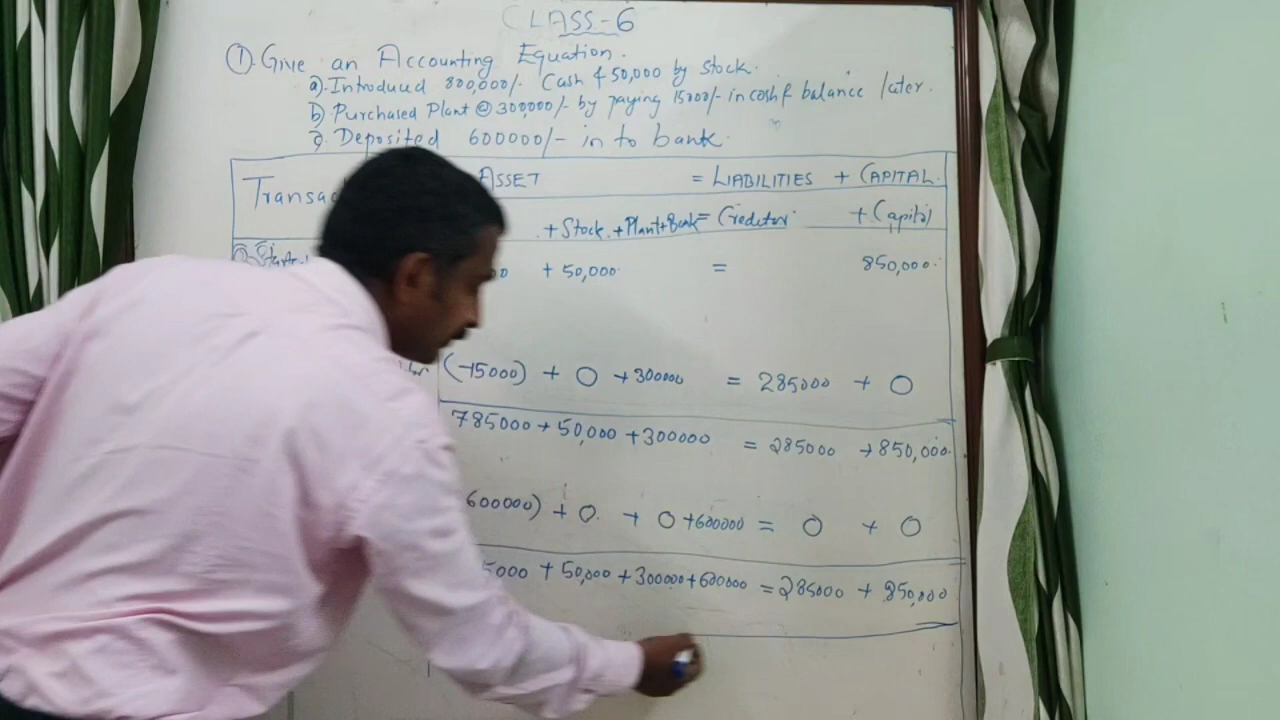 CLASS-6
① Give an Accounting Equation.
a) Introduced 800,000/- Cash & 50,000 by stock.
b) Purchased Plant @ 300,000/- by paying 15000/- in cash & balance later.
c) Deposited 600000/- in to bank.
ASSET = LIABILITIES + CAPITAL.
+ Stock + Plant + Bank = Creditor + Capital
+ 50,000 = 850,000
(-15000) + 0 + 300000 = 285000 + 0
785000 + 50,000 + 300000 = 285000 + 850,000
600000) + 0 + 0 + 600000 = 0 + 0
5000 + 50,000 + 300000 + 600000 = 285000 + 850,000